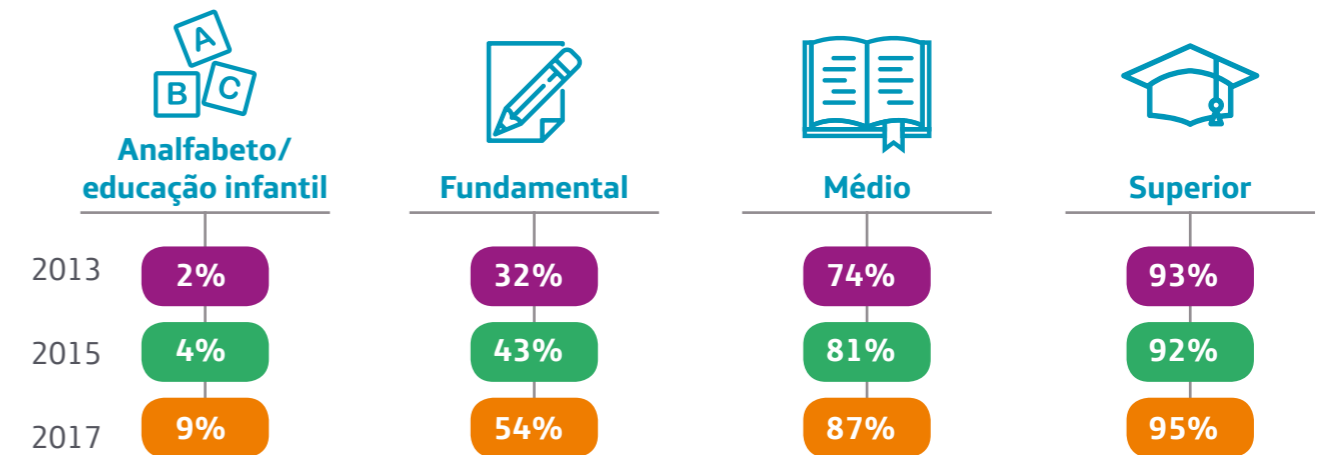 A
B C
Analfabeto/
educação infantil
Fundamental
Médio
Superior
2013 2% 32% 74% 93%
2015 4% 43% 81% 92%
2017 9% 54% 87% 95%